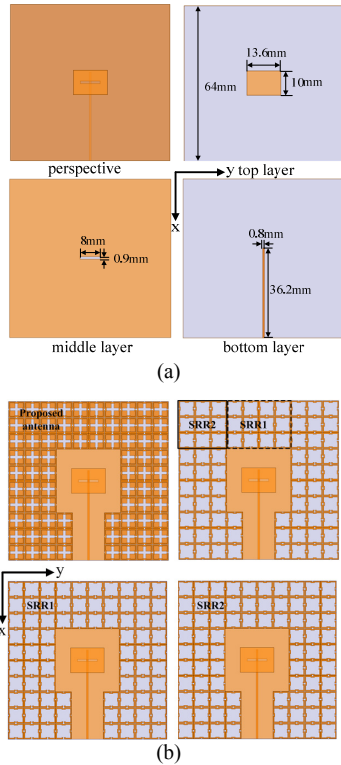 13.6mm
64mm
10mm
perspective
y top layer
x
8mm
0.9mm
0.8mm
36.2mm
middle layer
bottom layer
(a)
Proposed
antenna
SRR2
SRR1
y
x
SRR1
SRR2
(b)